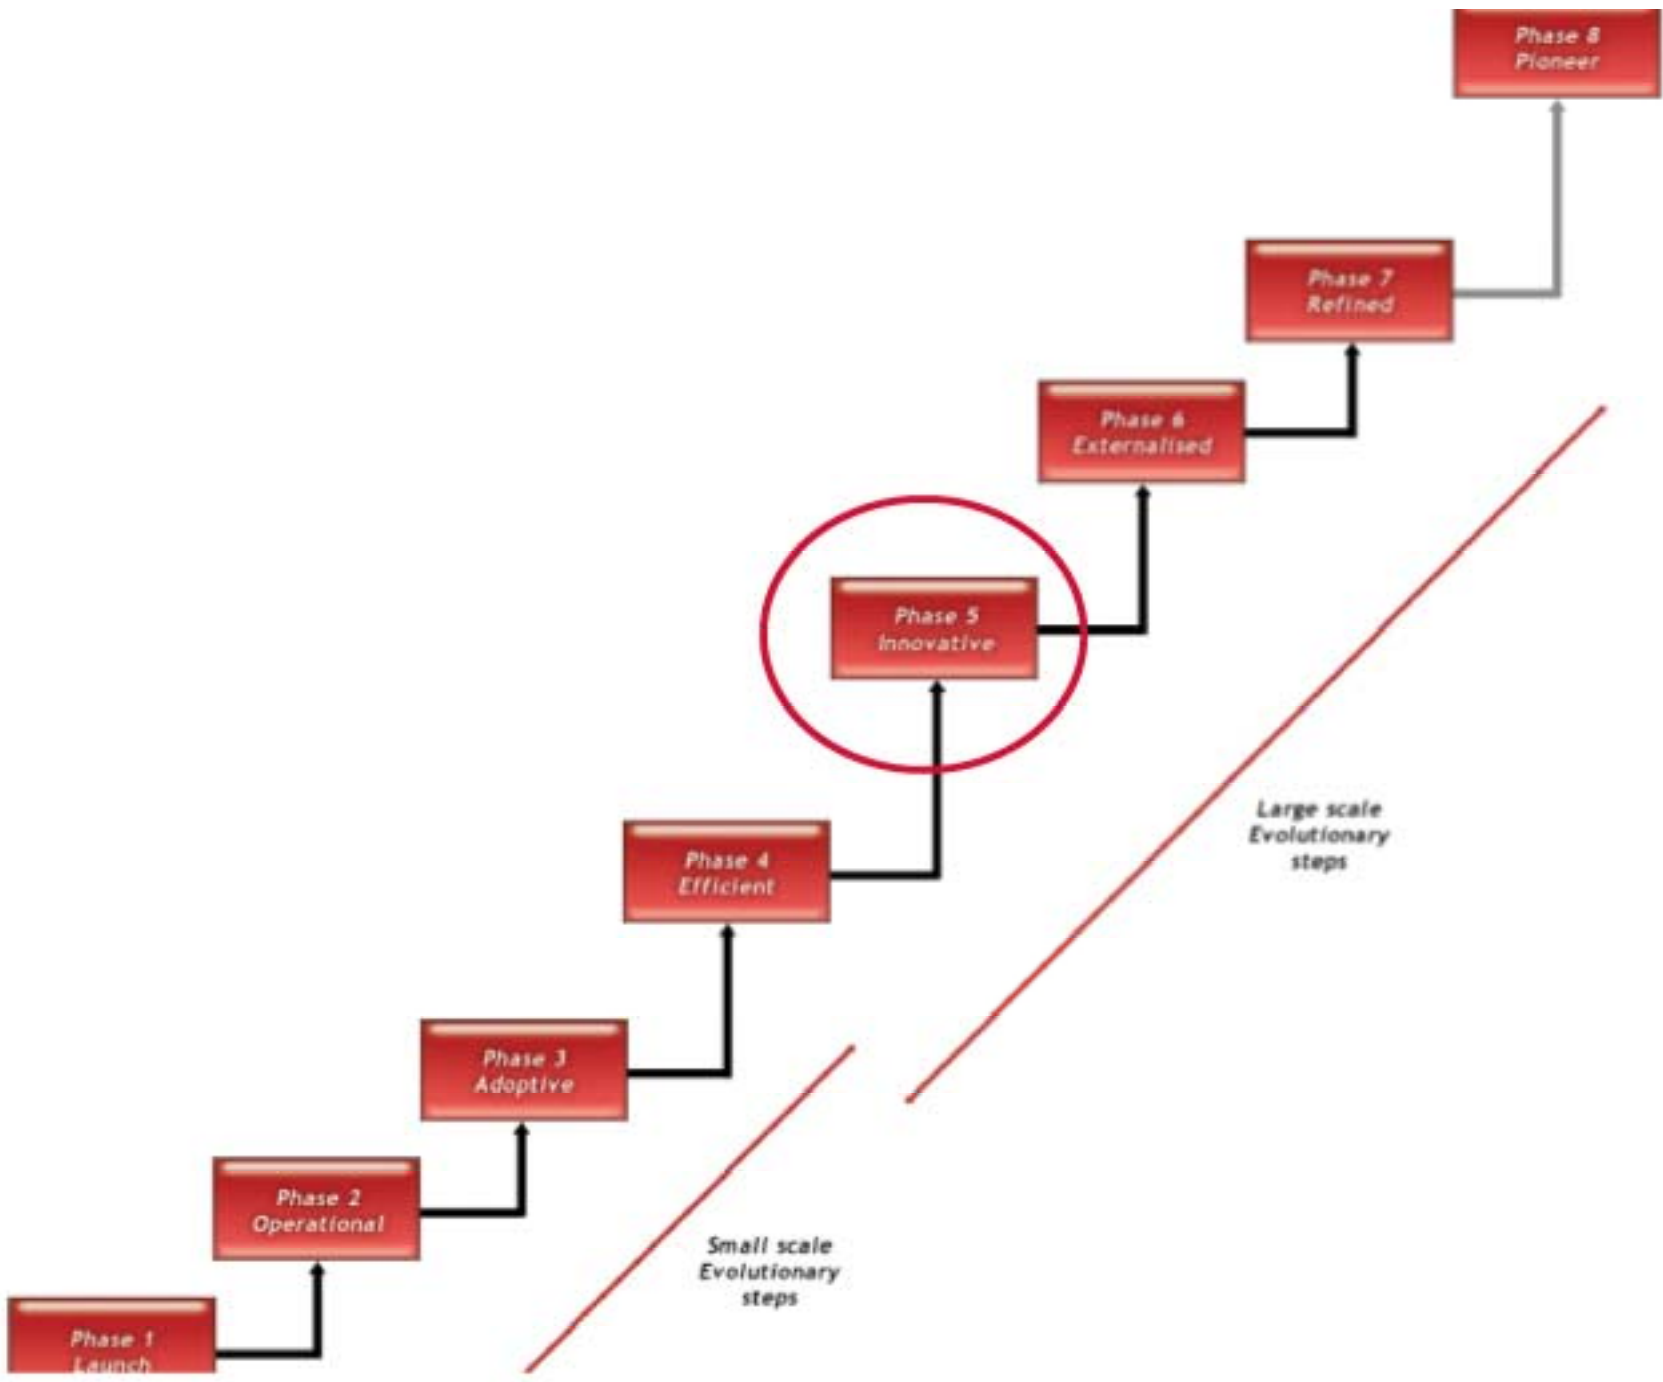 Phase 8
Pioneer
Phase 7
Refined
Phase 6
Externalised
Phase 5
Innovative
Large scale
Evolutionary
steps
Phase 4
Efficient
Phase 3
Adoptive
Phase 2
Operational
Small scale
Evolutionary
steps
Phase 1
Launch